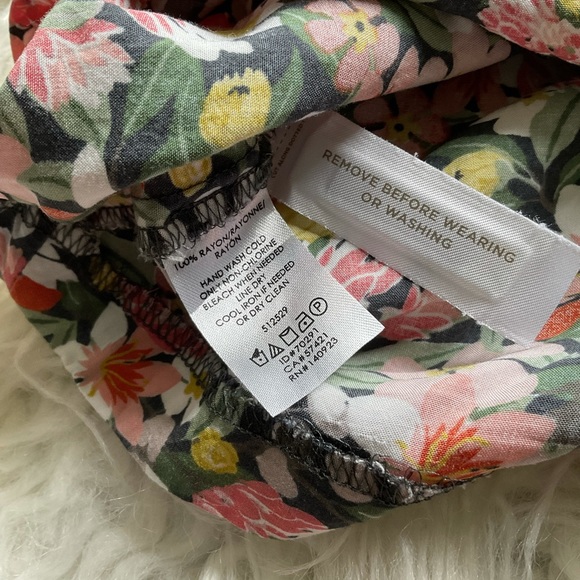 100% RAYON/RAYONNE/
RAYON
HAND WASH COLD
ONLY NON-CHLORINE
BLEACH WHEN NEEDED
LINE DRY
COOL IRON IF NEEDED
OR DRY CLEAN
512529
ID#70291
CA#57421
RN#140923
REMOVE BEFORE WEARING
OR WASHING